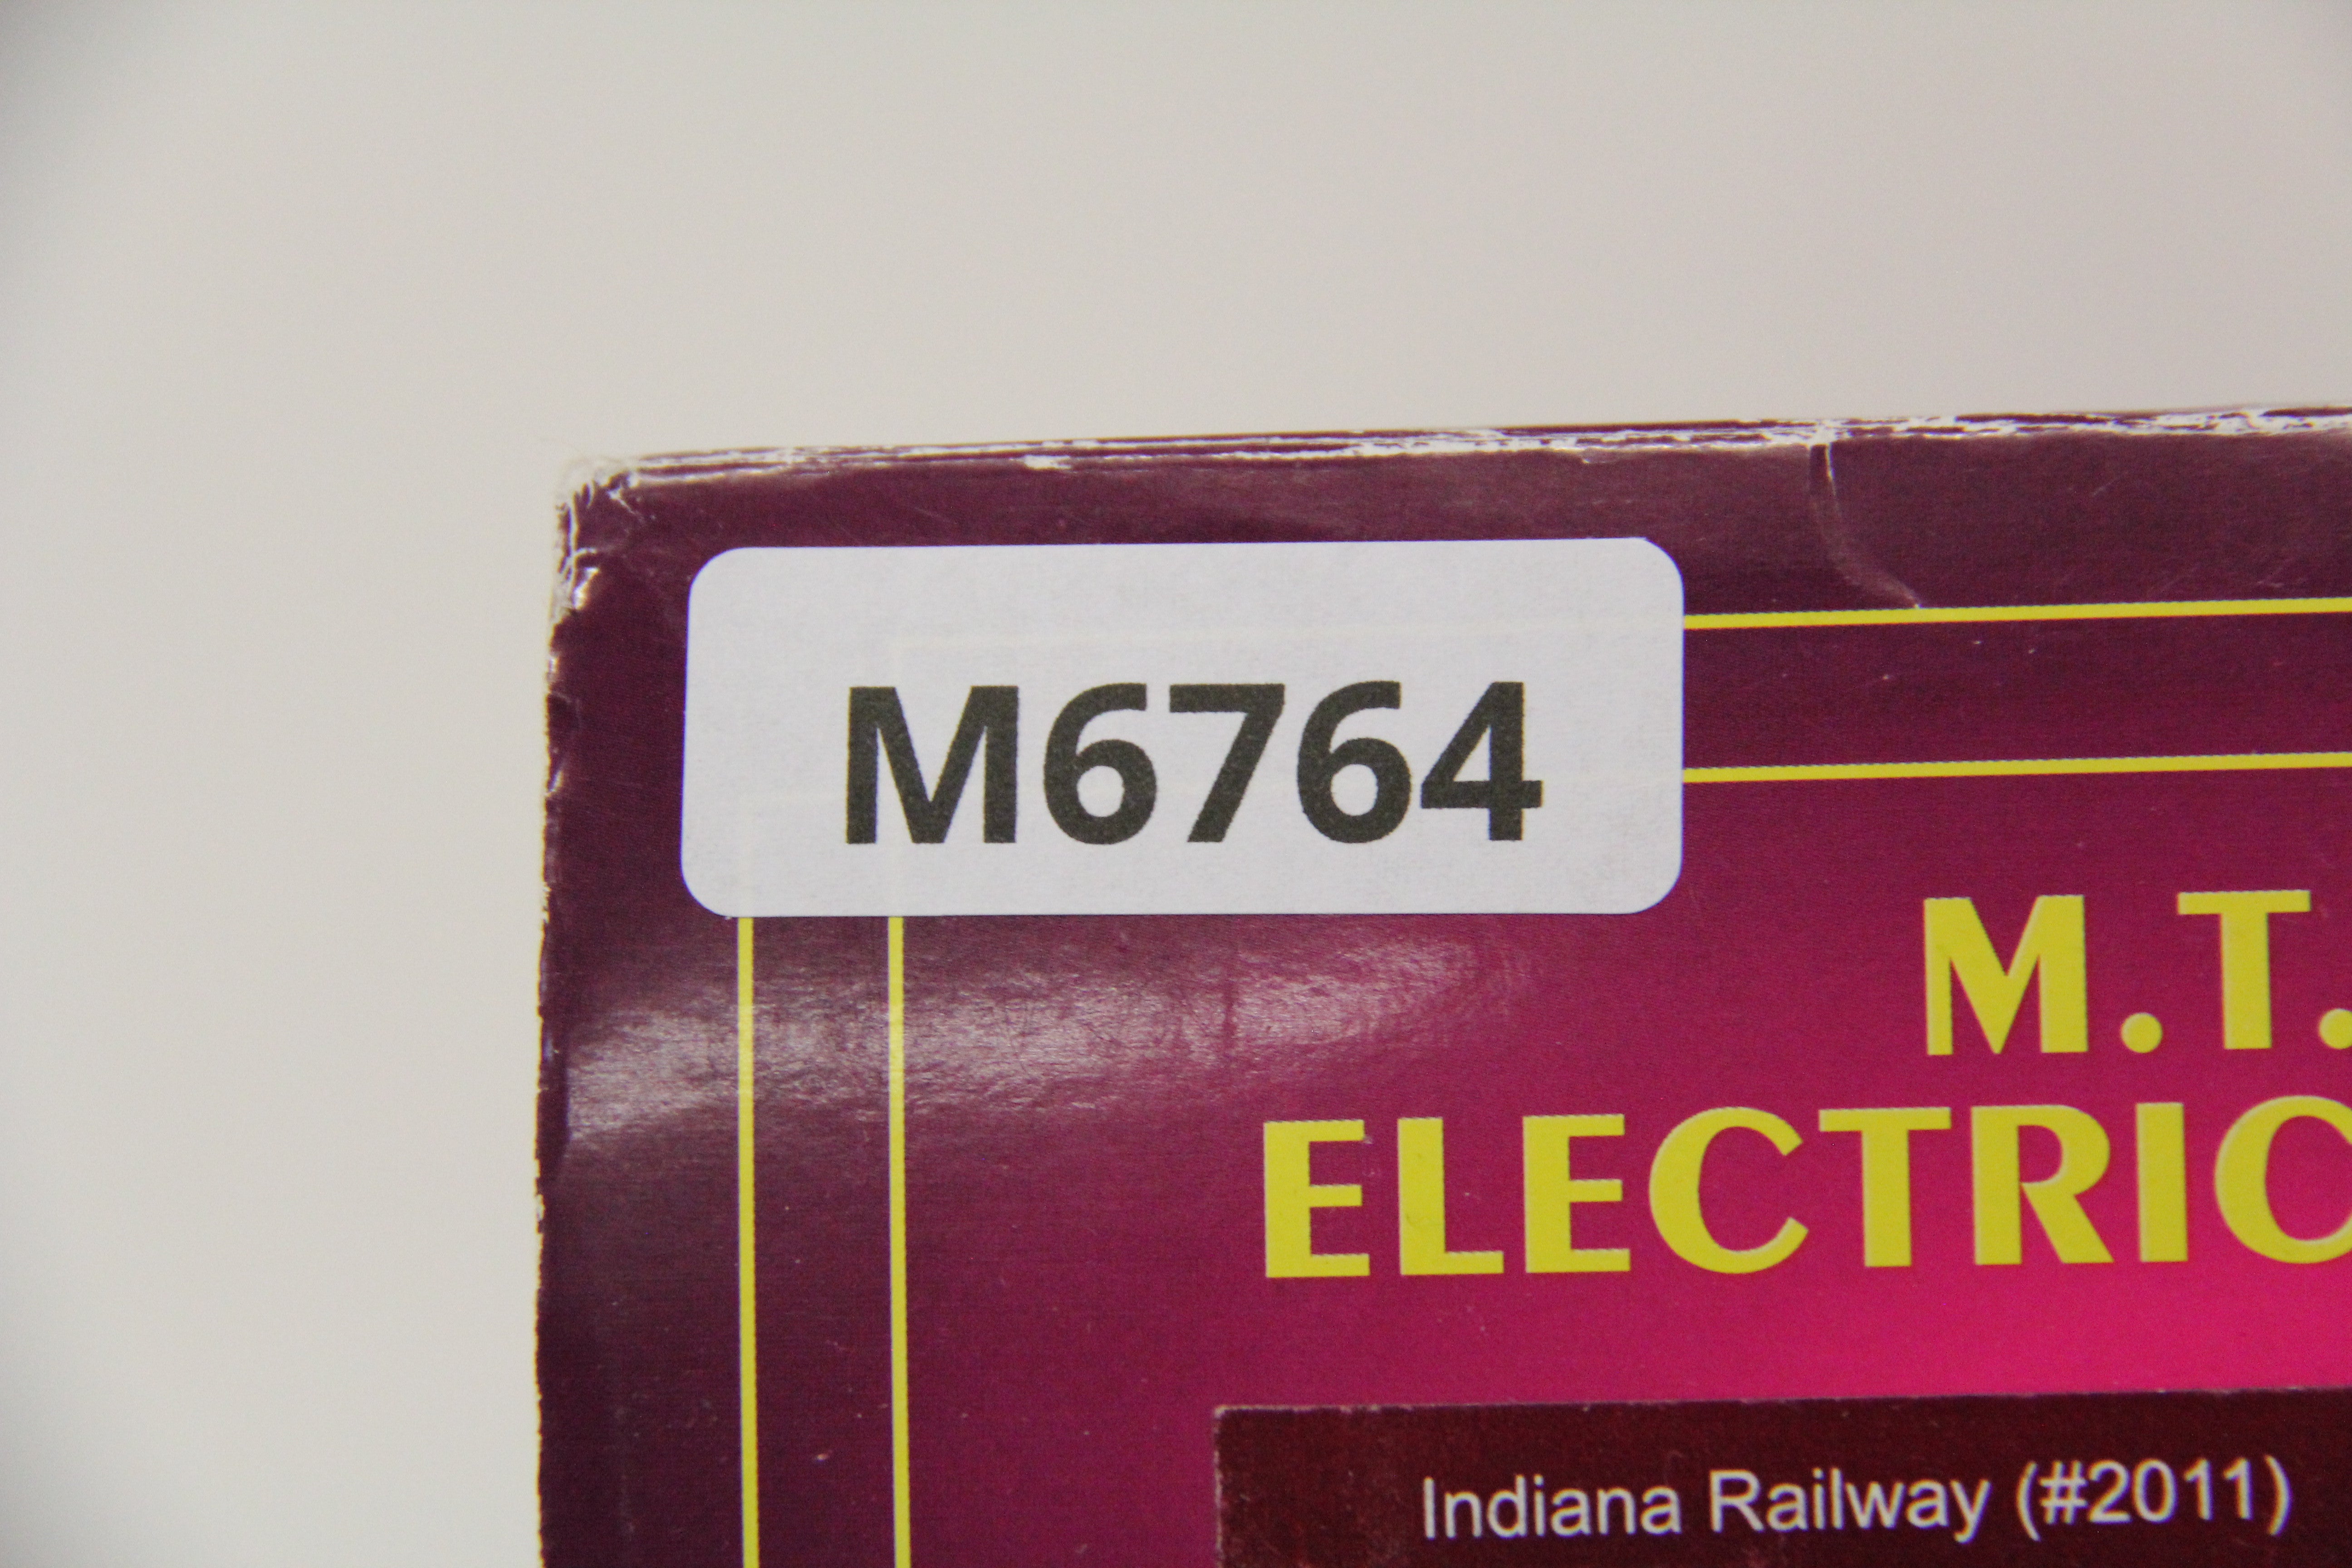 M6764
M.T.
ELECTRIC
Indiana Railway (#2011)